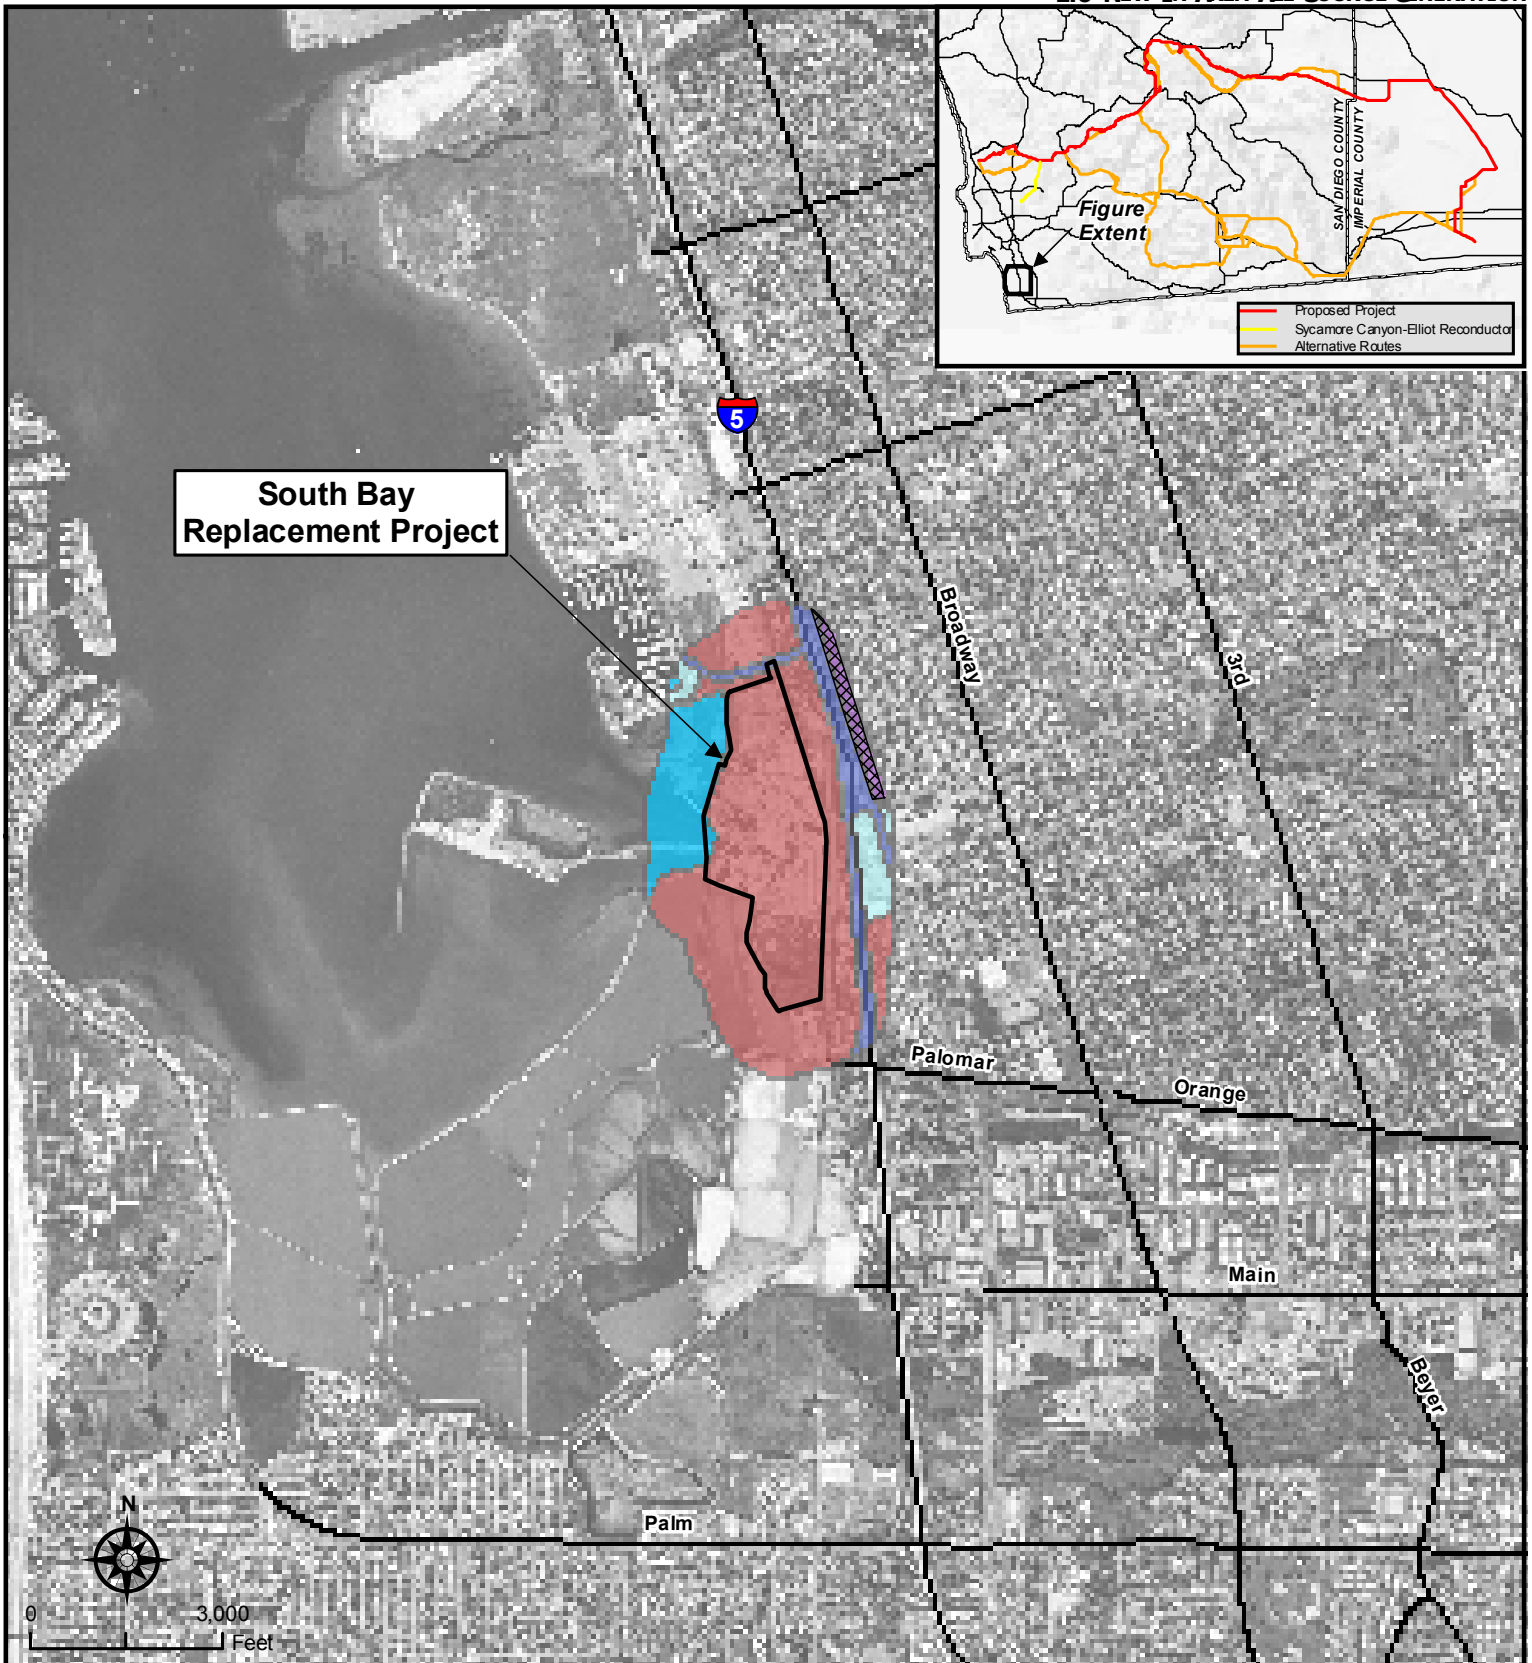 SAN DIEGO COUNTY
IMPERIAL COUNTY
Figure
Extent
Proposed Project
Sycamore Canyon-Elliot Reconductor
Alternative Routes
5
South Bay
Replacement Project
Broadway
3rd
Palomar
Orange
Main
Beyer
Palm
N
0 3,000
Feet